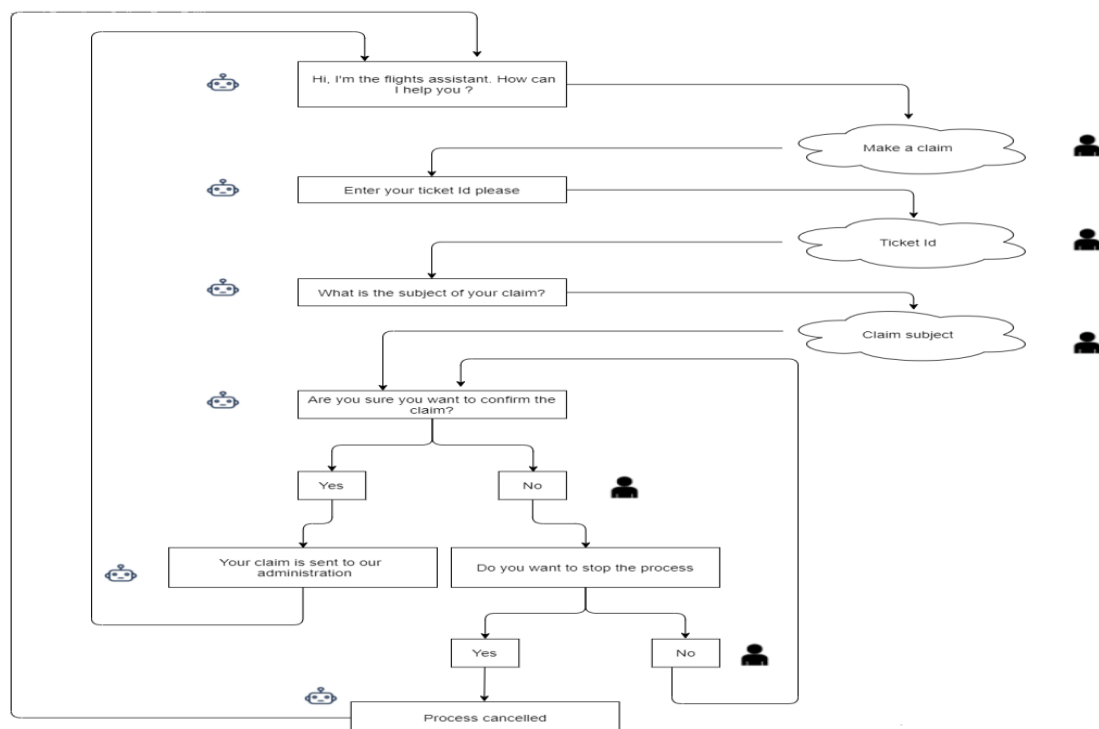 Hi, I'm the flights assistant. How can
I help you ?
Make a claim
Enter your ticket Id please
Ticket Id
What is the subject of your claim?
Claim subject
Are you sure you want to confirm the
claim?
Yes
No
Your claim is sent to our
administration
Do you want to stop the process
Yes
No
Process cancelled